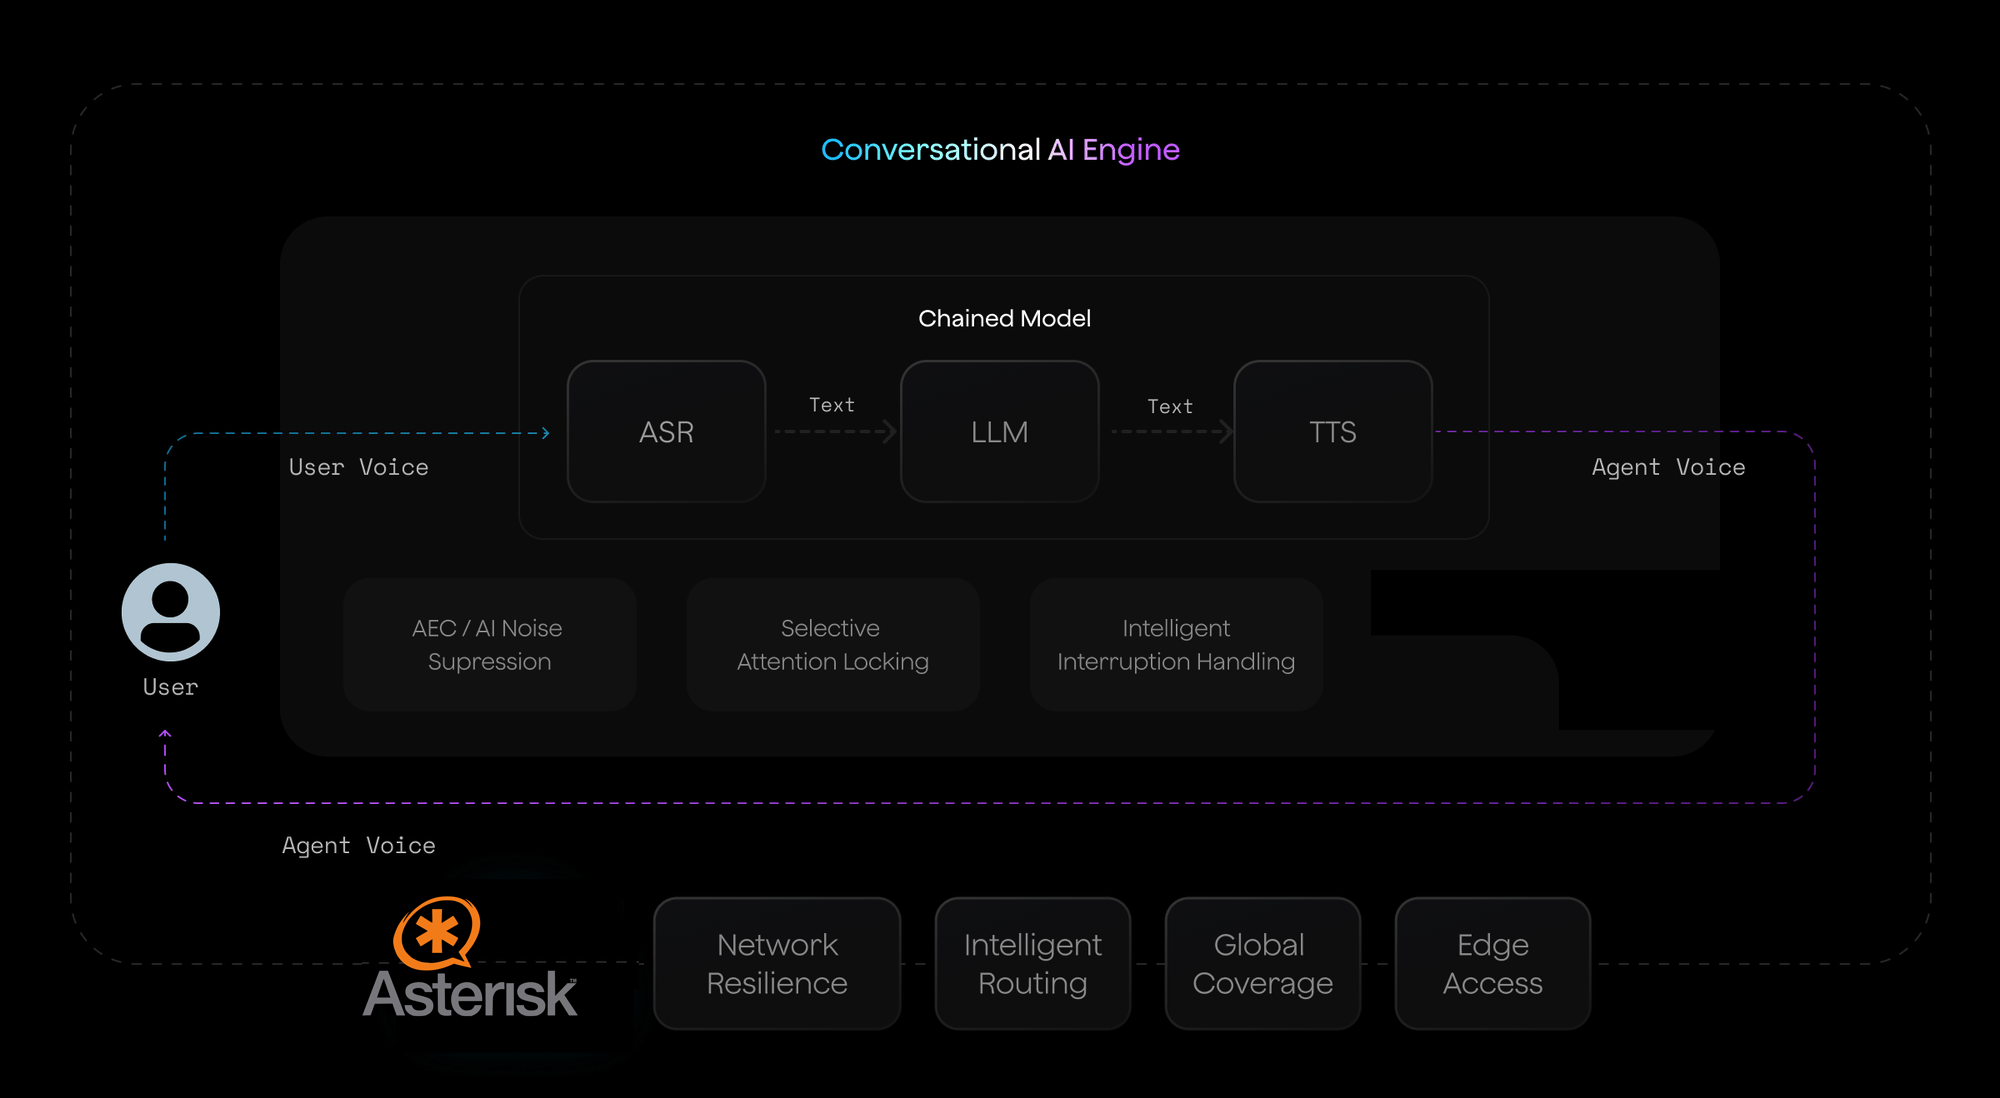 Conversational AI Engine
Chained Model
ASR
Text
LLM
Text
TTS
User Voice
Agent Voice
AEC / AI Noise
Supression
Selective
Attention Locking
Intelligent
Interruption Handling
User
Agent Voice
Asterisk™
Network
Resilience
Intelligent
Routing
Global
Coverage
Edge
Access